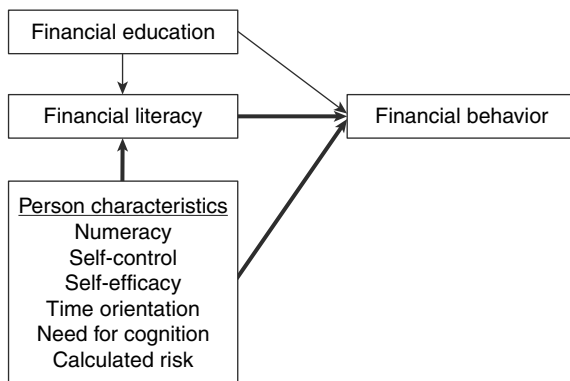 Financial education
Financial literacy
Financial behavior
Person characteristics
Numeracy
Self-control
Self-efficacy
Time orientation
Need for cognition
Calculated risk